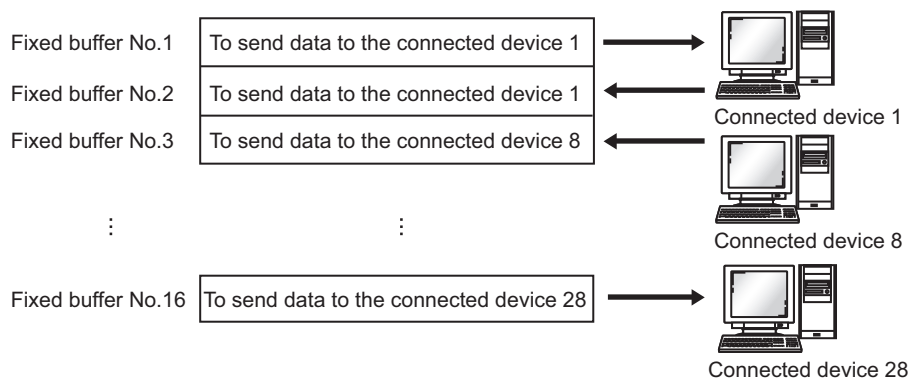 Fixed buffer No.1 To send data to the connected device 1
Fixed buffer No.2 To send data to the connected device 1
Connected device 1
Fixed buffer No.3 To send data to the connected device 8
Connected device 8
⋮ ⋮
Fixed buffer No.16 To send data to the connected device 28
Connected device 28